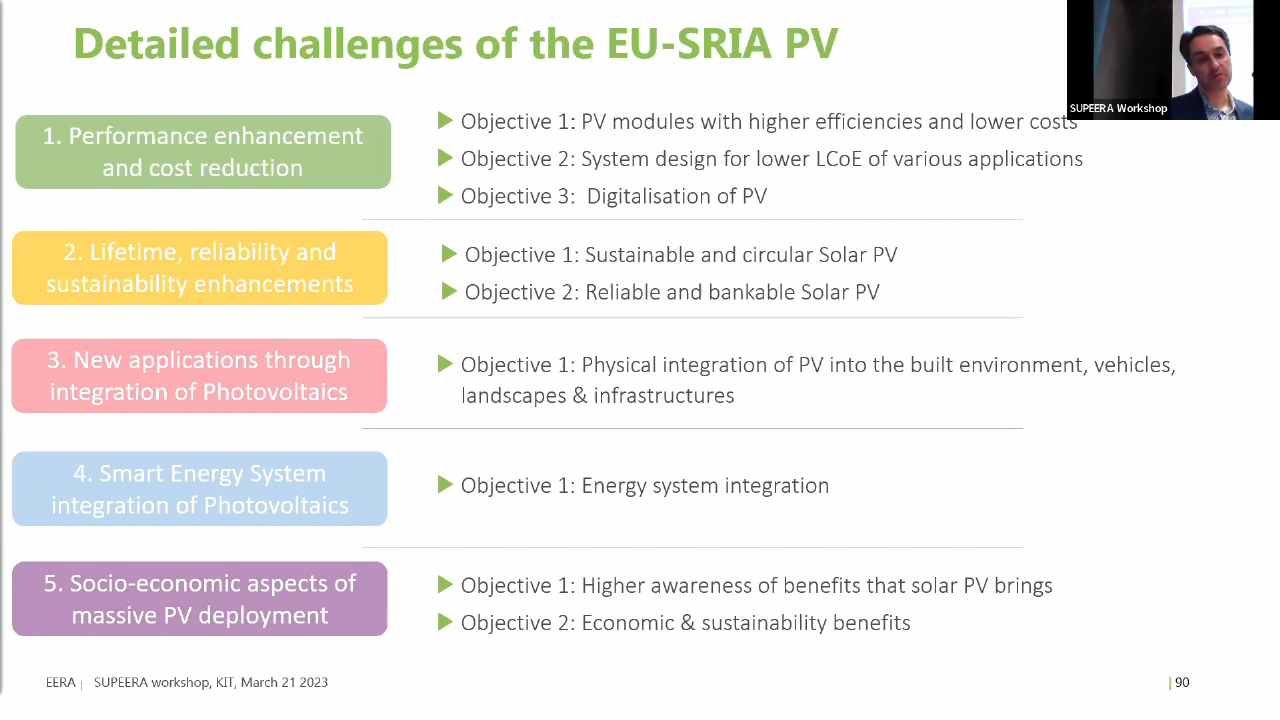 Detailed challenges of the EU-SRIA PV
SUPEERA Workshop
1. Performance enhancement
and cost reduction
Objective 1: PV modules with higher efficiencies and lower costs
Objective 2: System design for lower LCoE of various applications
Objective 3: Digitalisation of PV
2. Lifetime, reliability and
sustainability enhancements
Objective 1: Sustainable and circular Solar PV
Objective 2: Reliable and bankable Solar PV
3. New applications through
integration of Photovoltaics
Objective 1: Physical integration of PV into the built environment, vehicles,
landscapes & infrastructures
4. Smart Energy System
integration of Photovoltaics
Objective 1: Energy system integration
5. Socio-economic aspects of
massive PV deployment
Objective 1: Higher awareness of benefits that solar PV brings
Objective 2: Economic & sustainability benefits
EERA | SUPEERA workshop, KIT, March 21 2023
| 90